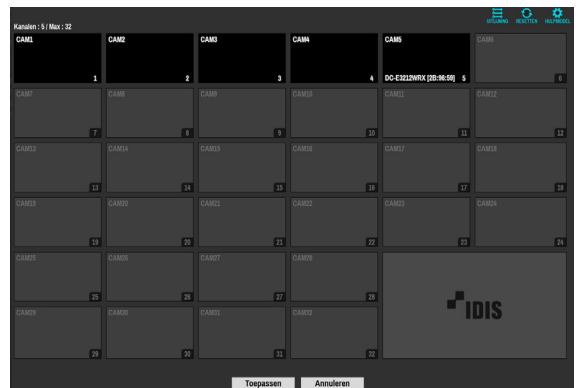 Kanalen : 5 / Max : 32
UITLIJNING RESETTEN HULPMIDDEL
CAM1 CAM2 CAM3 CAM4 CAM5 CAM6
1 2 3 4 DC-E3212WRX [2B:96:59] 5 6
CAM7 CAM8 CAM9 CAM10 CAM11 CAM12
7 8 9 10 11 12
CAM13 CAM14 CAM15 CAM16 CAM17 CAM18
13 14 15 16 17 18
CAM19 CAM20 CAM21 CAM22 CAM23 CAM24
19 20 21 22 23 24
CAM25 CAM26 CAM27 CAM28
25 26 27 28
IDIS
CAM29 CAM30 CAM31 CAM32
29 30 31 32
Toepassen Annuleren